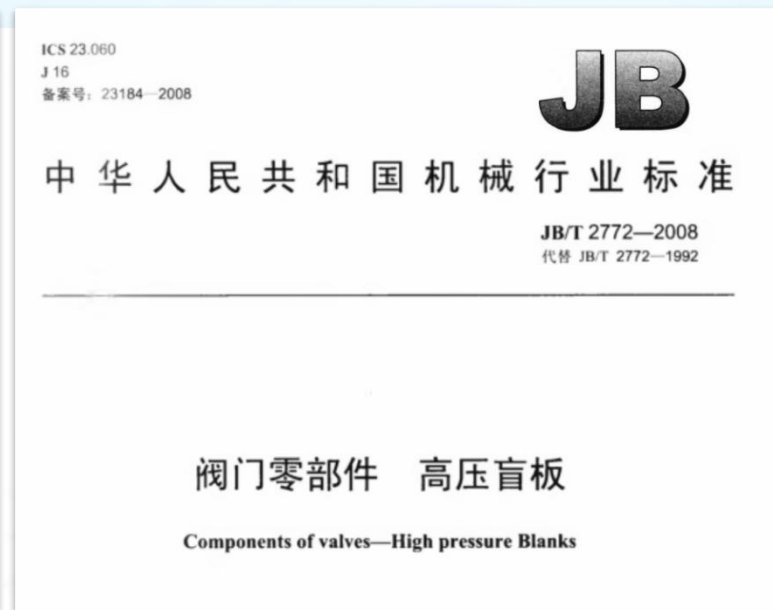 ICS 23.060
J 16
备案号：23184—2008
JB
中华人民共和国机械行业标准
JB/T 2772—2008
代替 JB/T 2772—1992
阀门零部件 高压盲板
Components of valves—High pressure Blanks